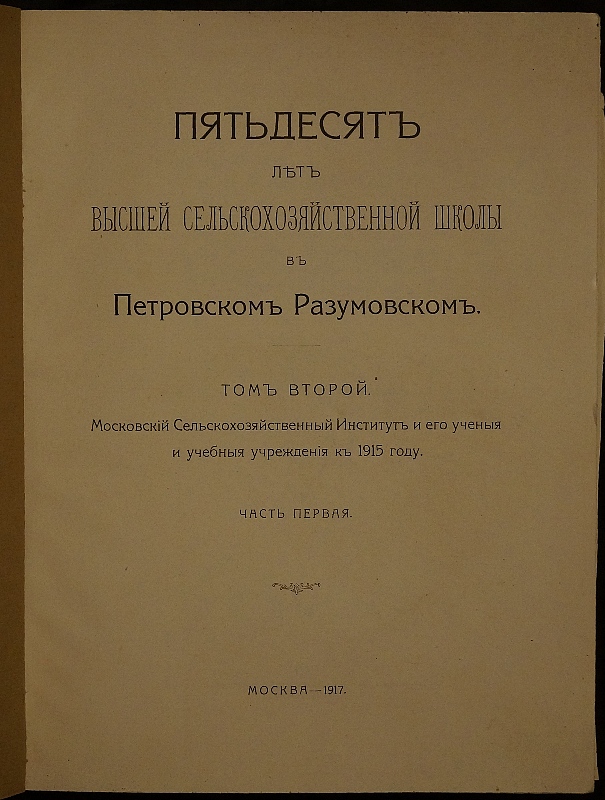 ПЯТЬДЕСЯТЪ
ЛѢТЪ
ВЫСШЕЙ СЕЛЬСКОХОЗЯЙСТВЕННОЙ ШКОЛЫ
ВЪ
Петровскомъ Разумовскомъ.
ТОМЪ ВТОРОЙ.
Московскій Сельскохозяйственный Институтъ и его ученыя
и учебныя учрежденія къ 1915 году.
ЧАСТЬ ПЕРВАЯ.
МОСКВА—1917.